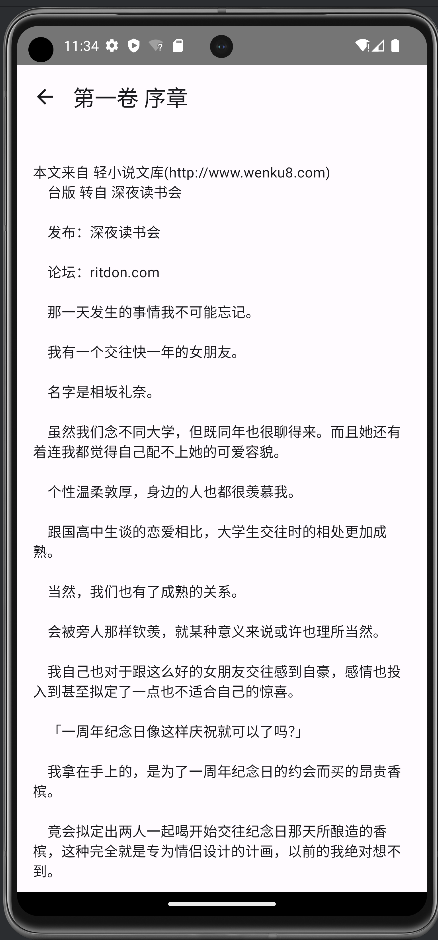 11:34
第一卷 序章
本文来自 轻小说文库(http://www.wenku8.com)
台版 转自 深夜读书会
发布：深夜读书会
论坛：ritdon.com
那一天发生的事情我不可能忘记。
我有一个交往快一年的女朋友。
名字是相坂礼奈。
虽然我们念不同大学，但既同年也很聊得来。而且她还有
着连我都觉得自己配不上她的可爱容貌。
个性温柔敦厚，身边的人也都很羡慕我。
跟国高中生谈的恋爱相比，大学生交往时的相处更加成
熟。
当然，我们也有了成熟的关系。
会被旁人那样钦羡，就某种意义来说或许也理所当然。
我自己也对于跟这么好的女朋友交往感到自豪，感情也投
入到甚至拟定了一点也不适合自己的惊喜。
「一周年纪念日像这样庆祝就可以了吗?」
我拿在手上的，是为了一周年纪念日的约会而买的昂贵香
槟。
竟会拟定出两人一起喝开始交往纪念日那天所酿造的香
槟，这种完全就是专为情侣设计的计画，以前的我绝对想不
到。